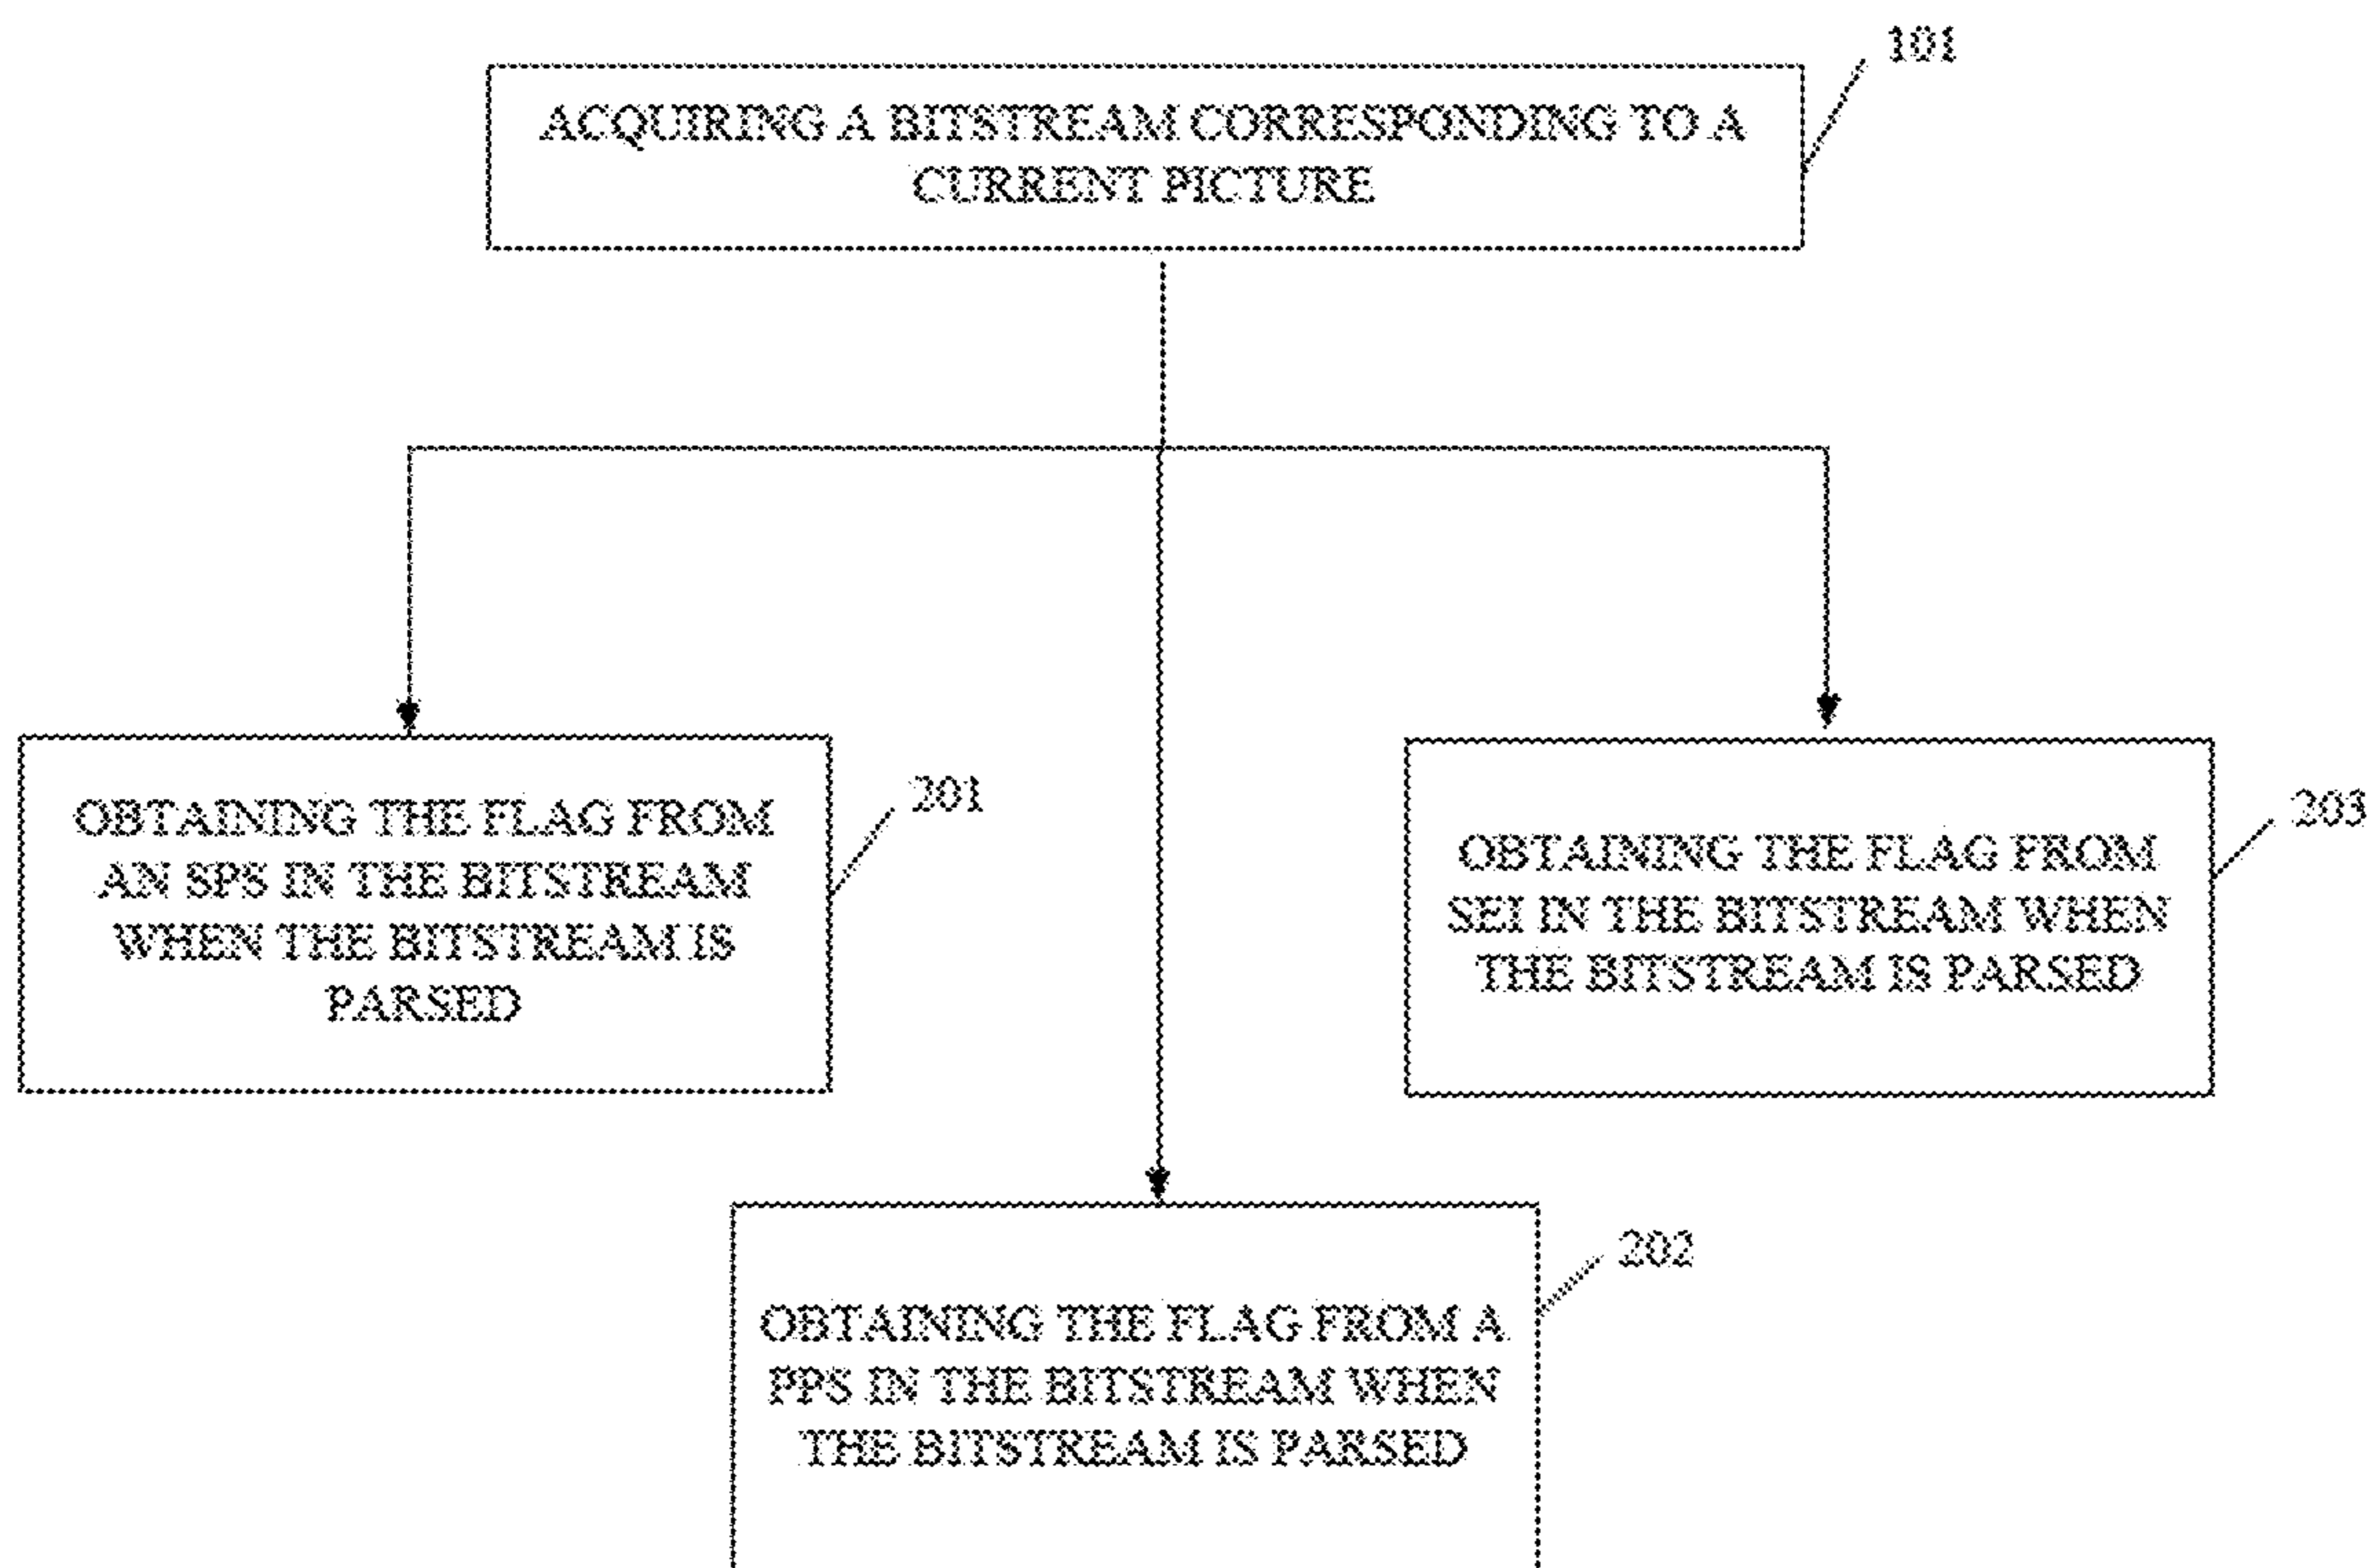 101
ACQUIRING A BITSTREAM CORRESPONDING TO A
CURRENT PICTURE
OBTAINING THE FLAG FROM
AN SPS IN THE BITSTREAM
WHEN THE BITSTREAM IS
PARSED
201
OBTAINING THE FLAG FROM
SEI IN THE BITSTREAM WHEN
THE BITSTREAM IS PARSED
203
OBTAINING THE FLAG FROM A
PPS IN THE BITSTREAM WHEN
THE BITSTREAM IS PARSED
202